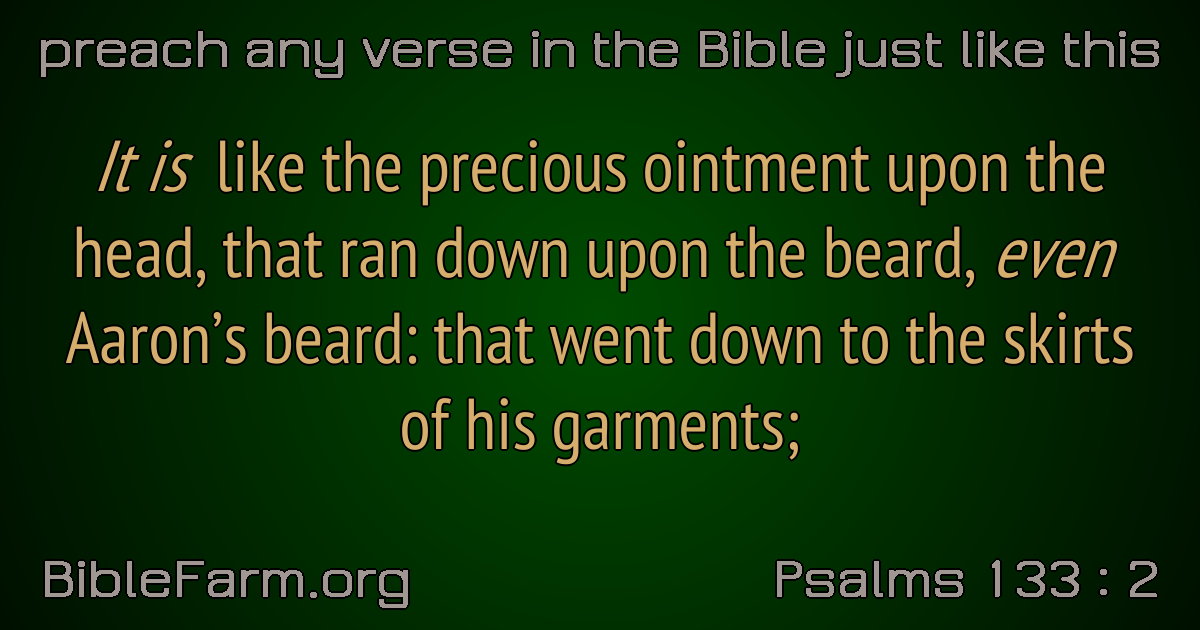 preach any verse in the Bible just like this
It is like the precious ointment upon the
head, that ran down upon the beard, even
Aaron’s beard: that went down to the skirts
of his garments;
BibleFarm.org
Psalms 133 : 2